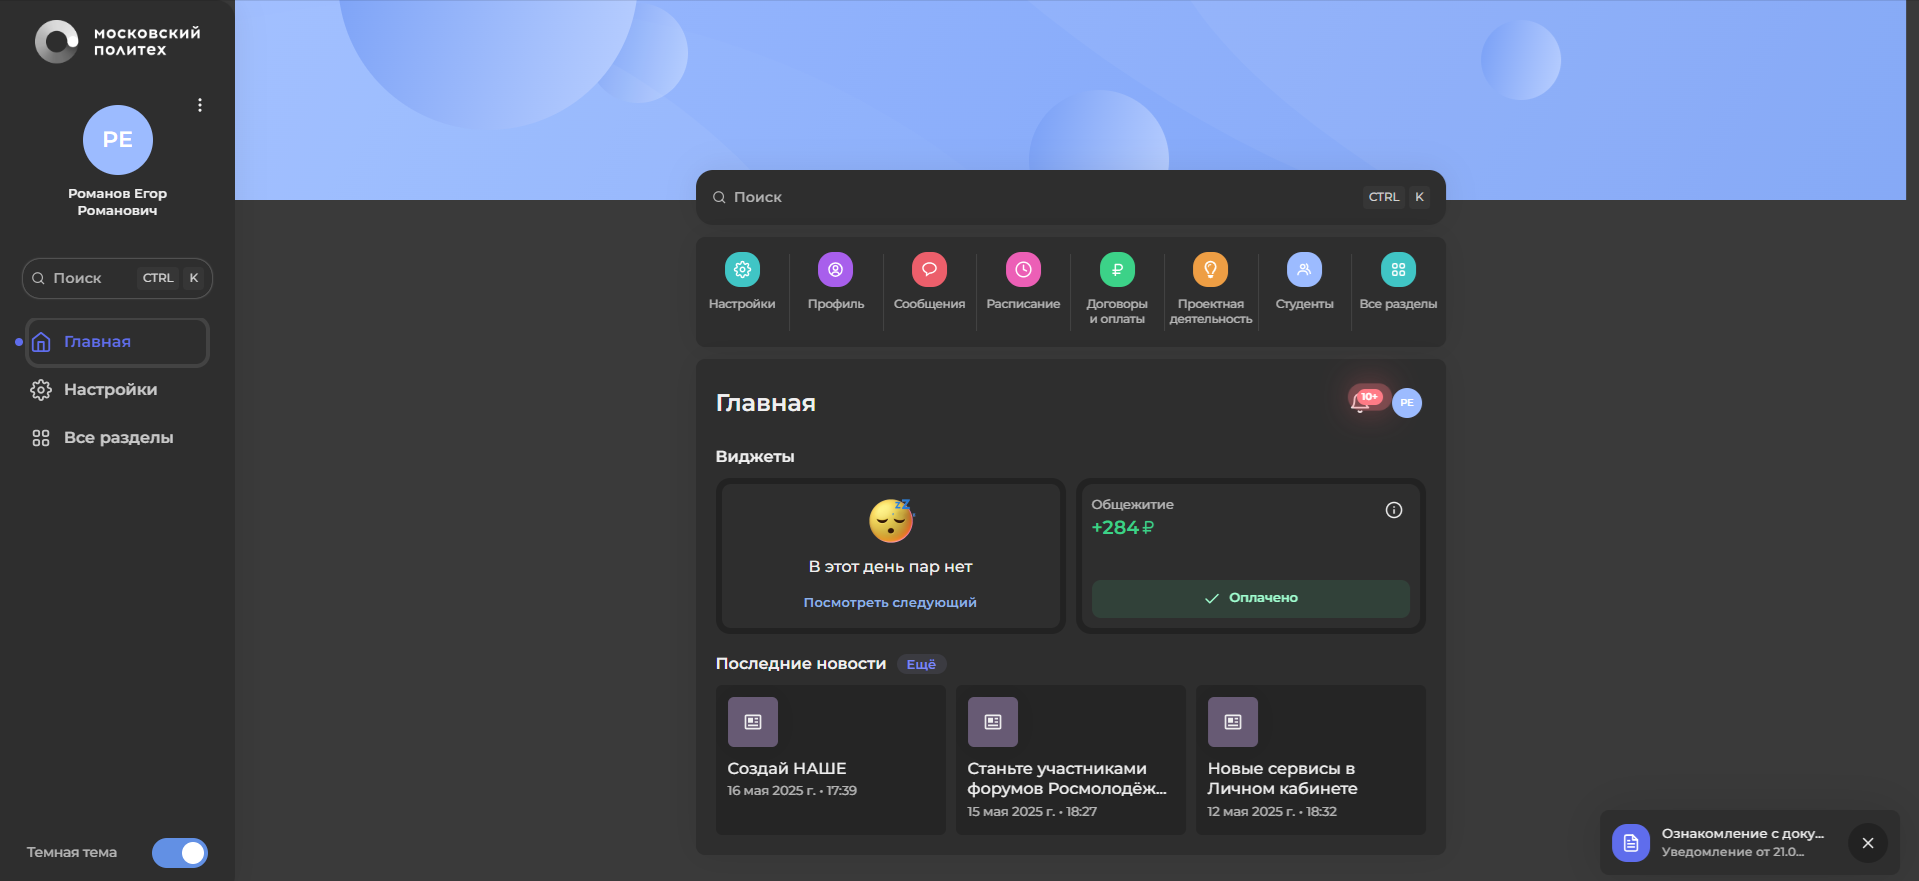 московский
политех
РЕ
Романов Егор
Романович
Поиск CTRL K
Главная
Настройки
Все разделы
Темная тема
Поиск CTRL K
Настройки
Профиль
Сообщения
Расписание
Договоры
и оплаты
Проектная
деятельность
Студенты
Все разделы
Главная
10+
РЕ
Виджеты
В этот день пар нет
Посмотреть следующий
Общежитие
+284 ₽
Оплачено
Последние новости Ещё
Создай НАШЕ
16 мая 2025 г. • 17:39
Станьте участниками
форумов Росмолодёж...
15 мая 2025 г. • 18:27
Новые сервисы в
Личном кабинете
12 мая 2025 г. • 18:32
Ознакомление с доку...
Уведомление от 21.0...